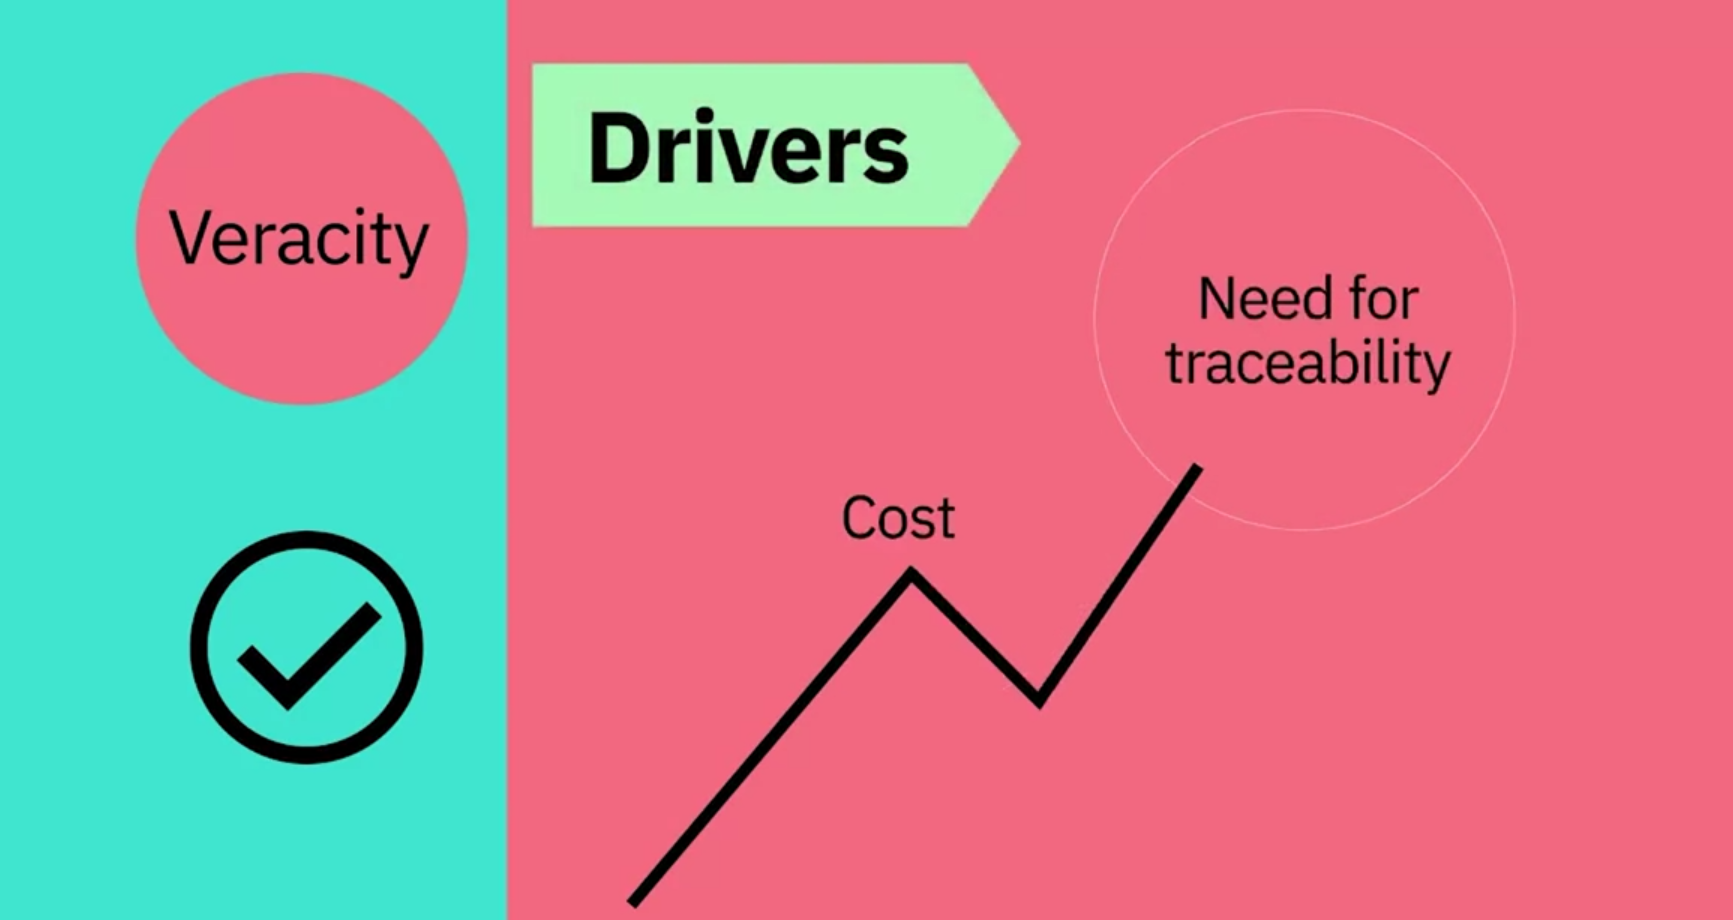 Veracity
Drivers
Need for
traceability
Cost